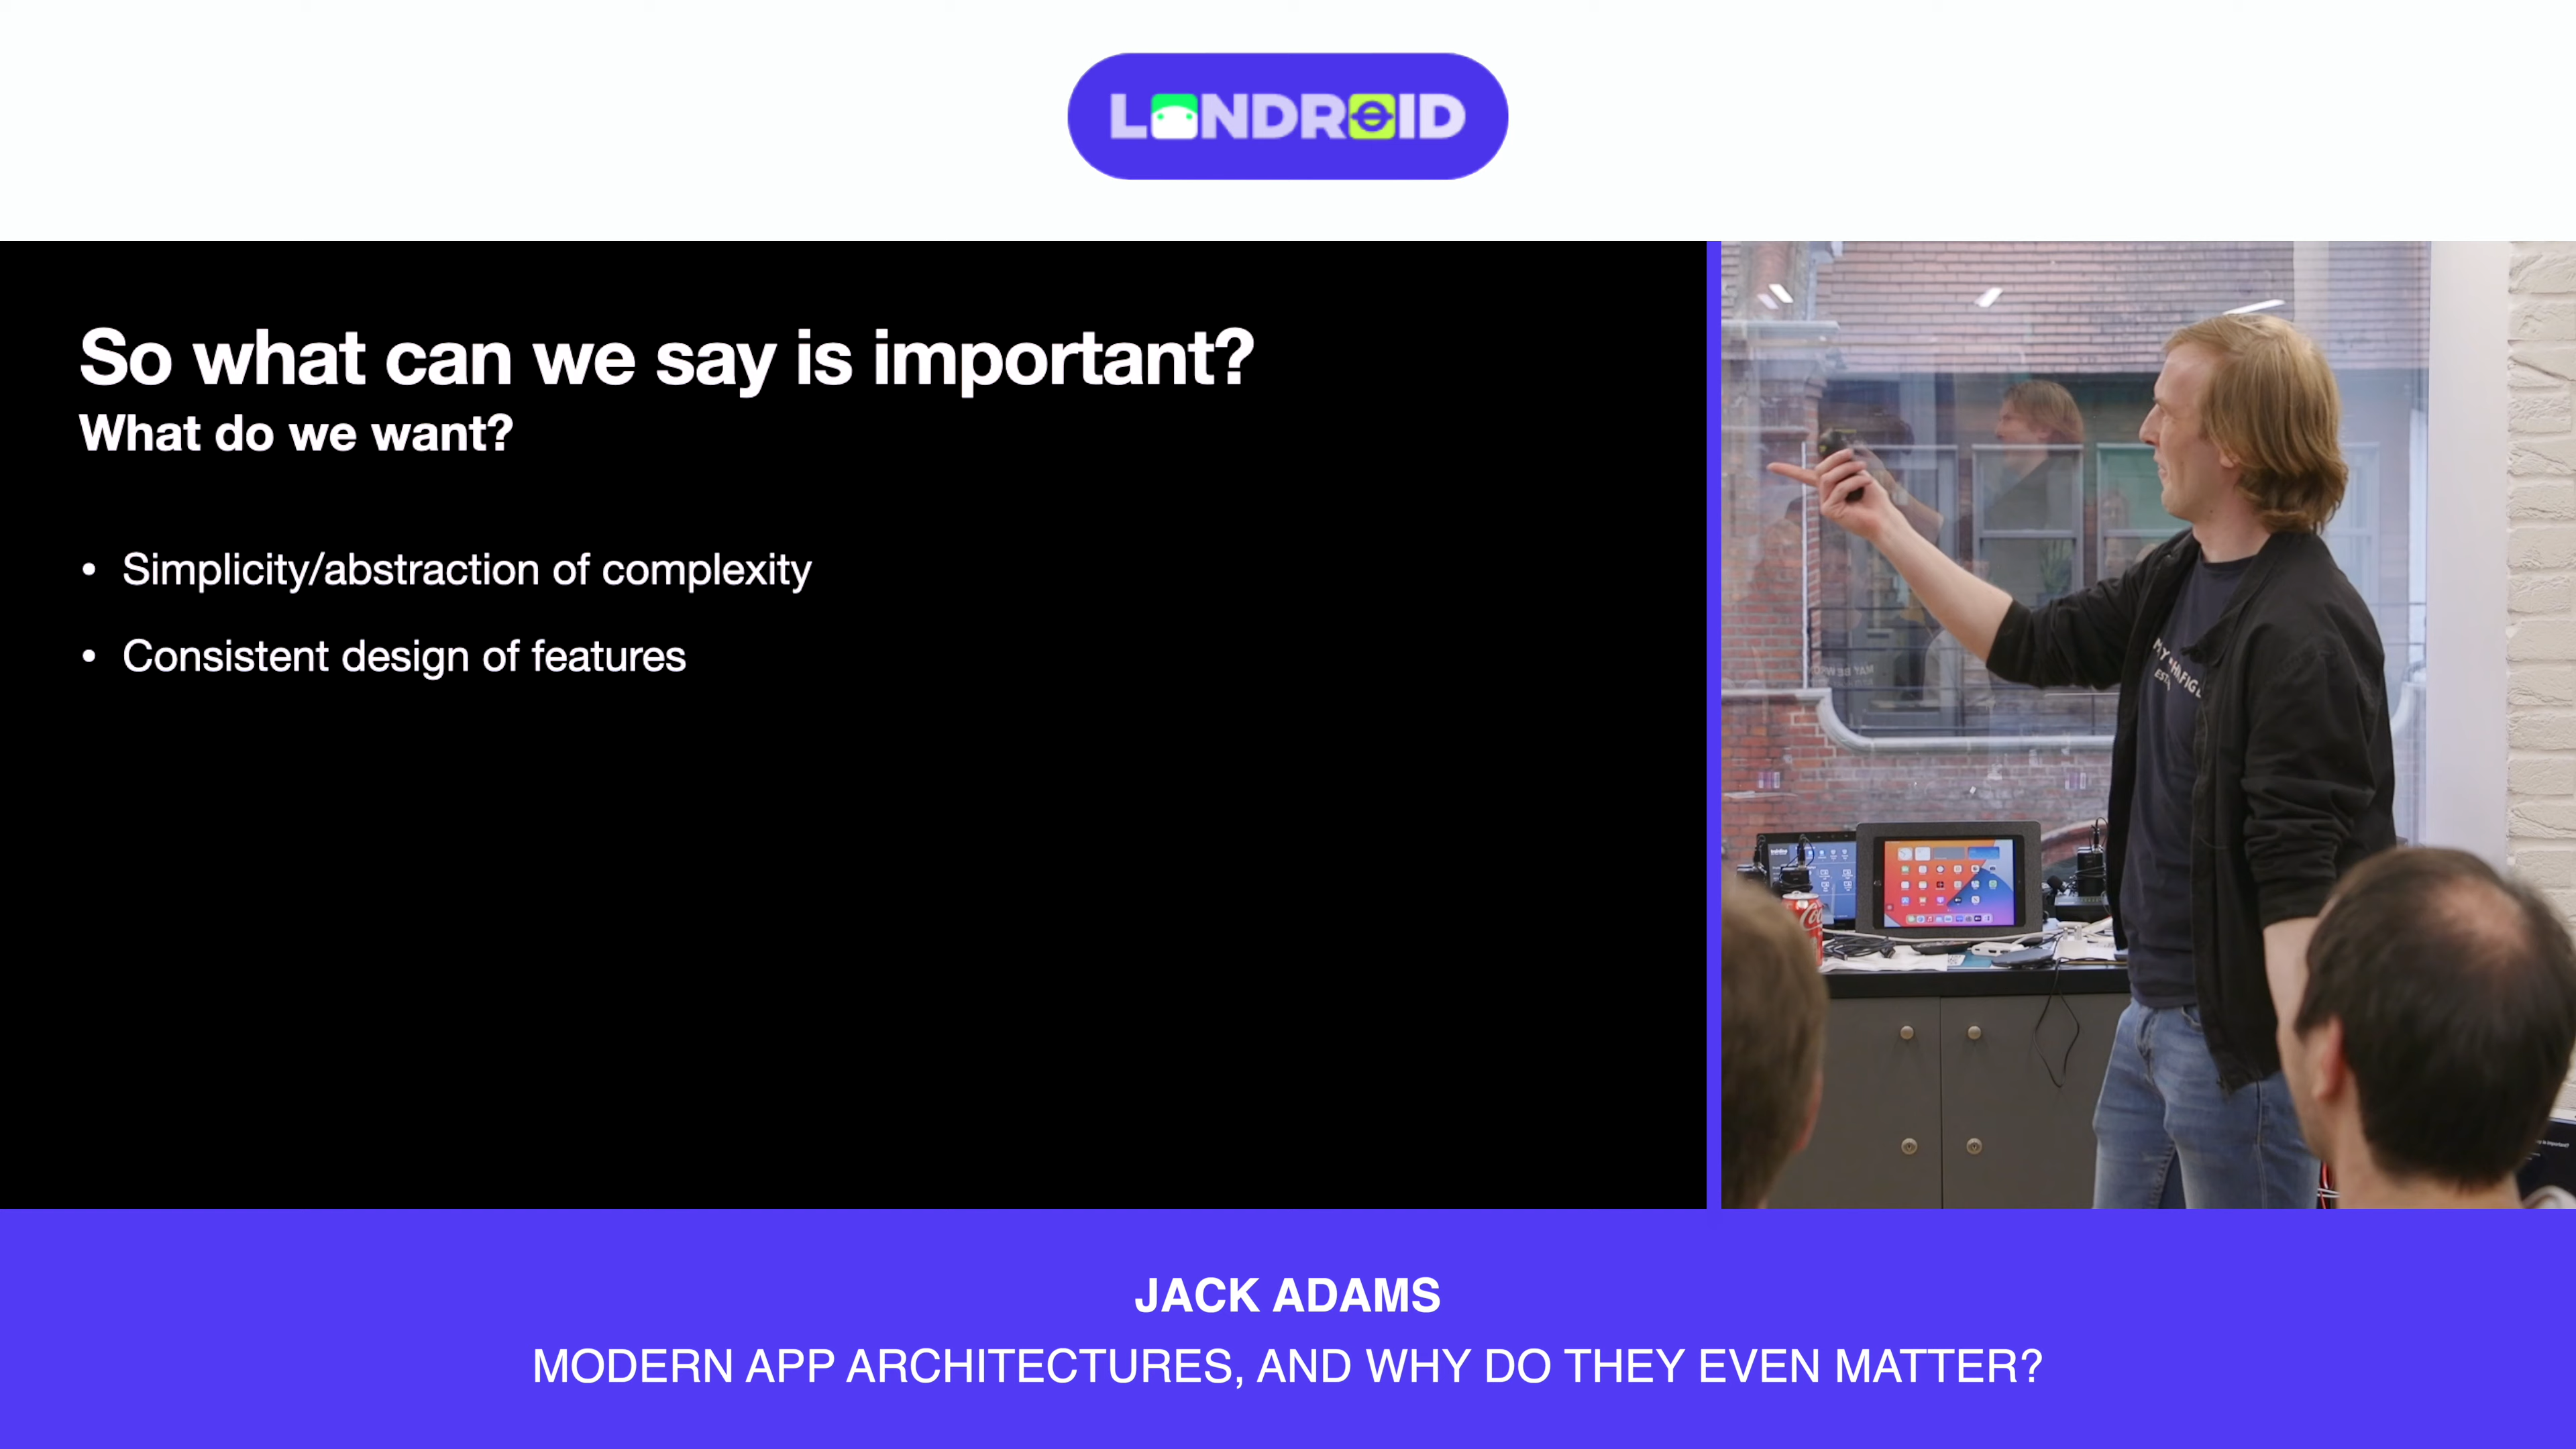 LONDROID
So what can we say is important?
What do we want?
• Simplicity/abstraction of complexity
• Consistent design of features
JACK ADAMS
MODERN APP ARCHITECTURES, AND WHY DO THEY EVEN MATTER?